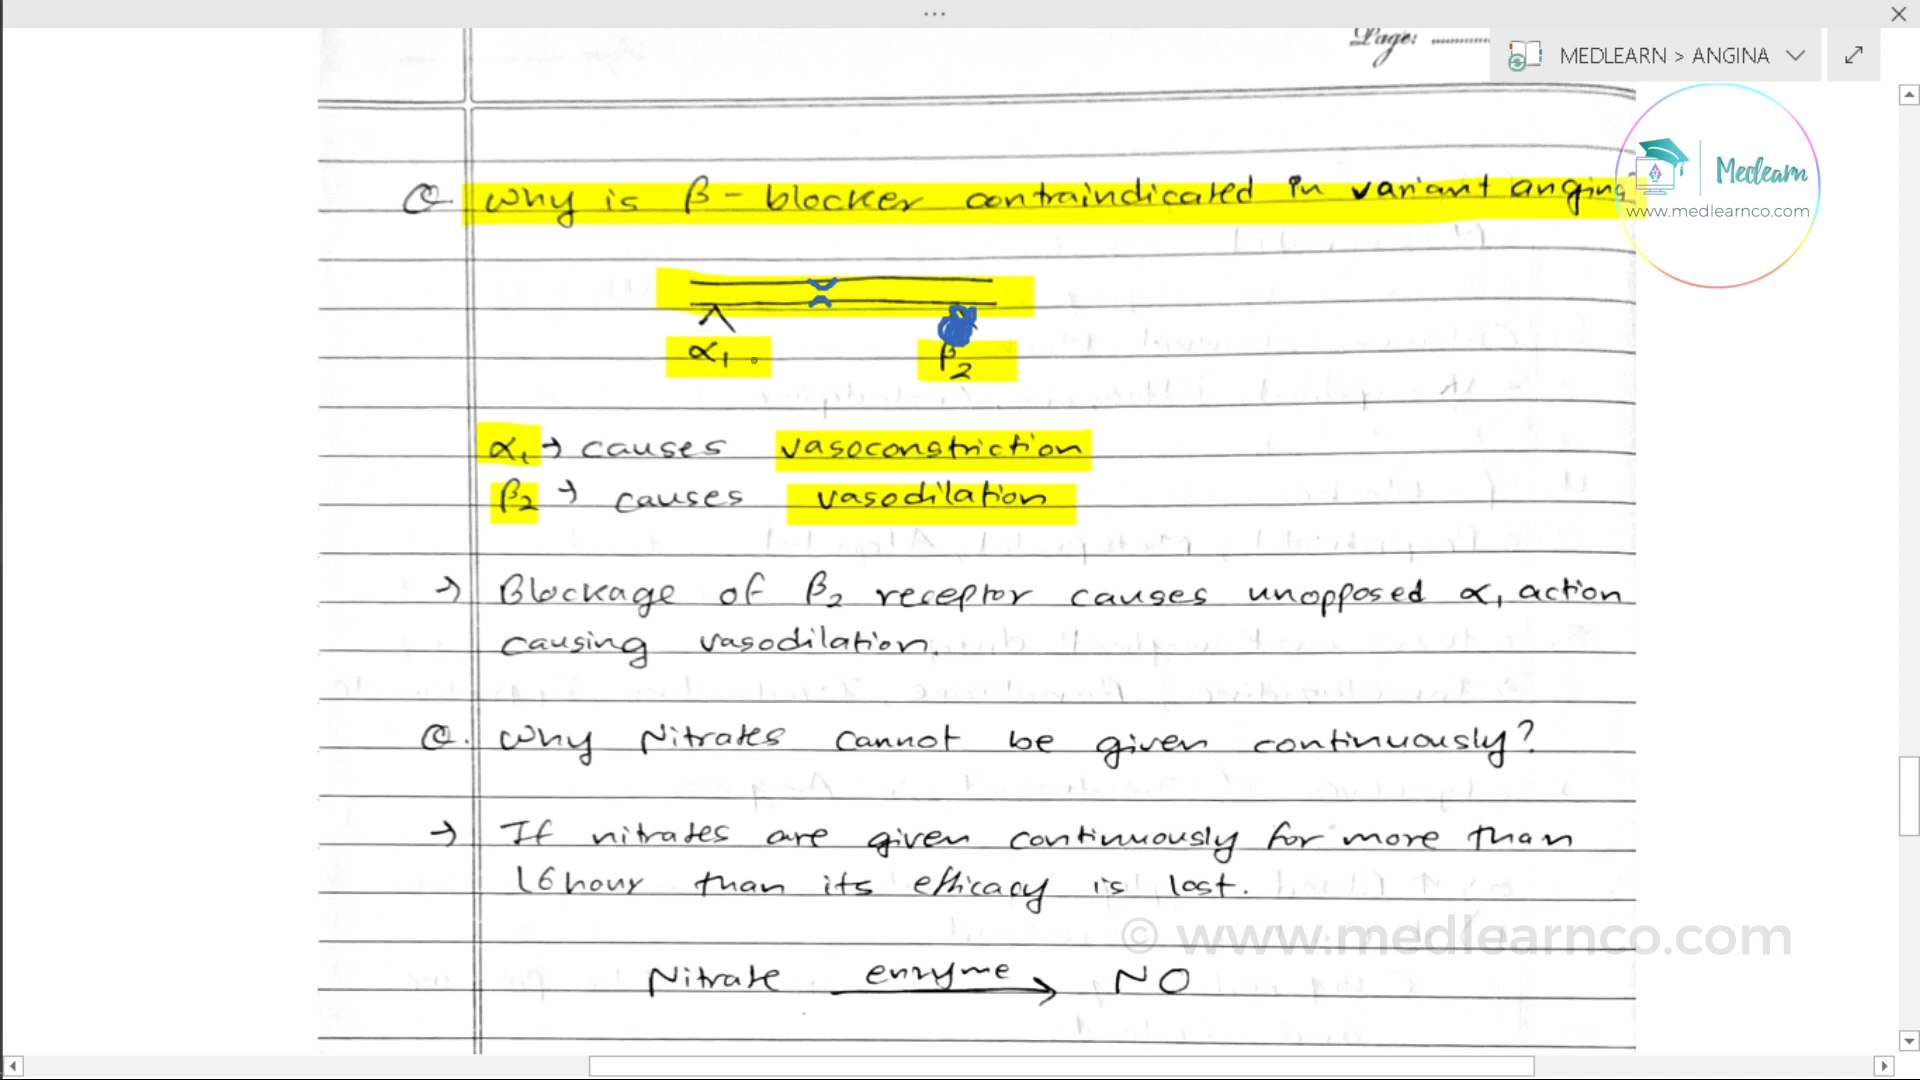 Page:
MEDLEARN > ANGINA
Medlearn
www.medlearnco.com
Q. Why is β-blocker contraindicated in variant angina
α1 β2
α1 → causes vasoconstriction
β2 → causes vasodilation
→ Blockage of β2 receptor causes unopposed α1 action
causing vasodilation.
Q. Why Nitrates cannot be given continuously?
→ If nitrates are given continuously for more than
16 hour than its efficacy is lost.
© www.medlearnco.com
Nitrate enzyme → NO